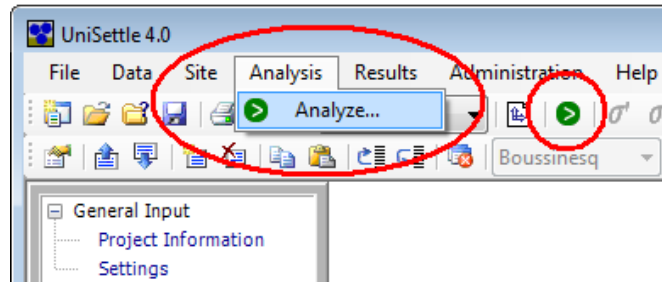 UniSettle 4.0
File Data Site Analysis Results Administration Help
Analyze...
σ' σ
Boussinesq
General Input
Project Information
Settings